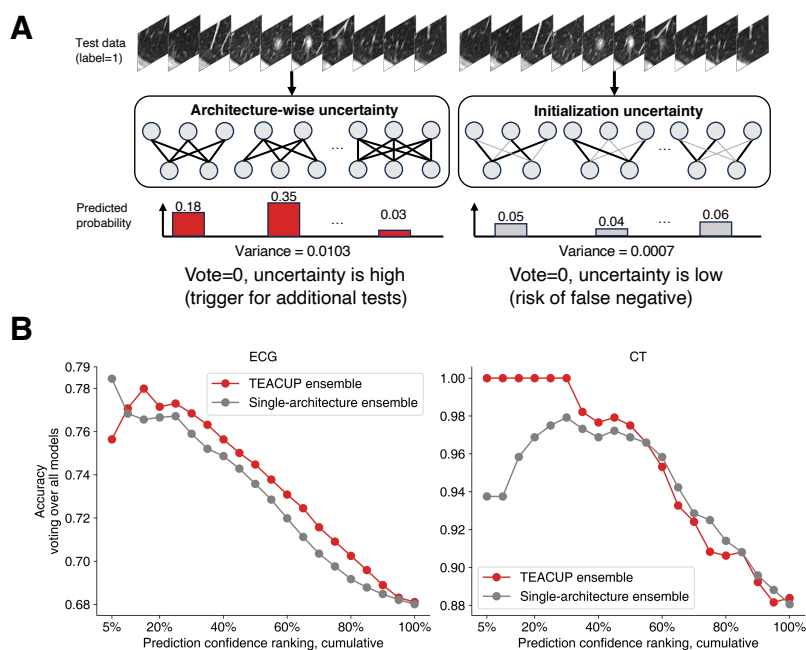 A
Test data
(label=1)
Architecture-wise uncertainty
...
Initialization uncertainty
...
Predicted
probability
0.18
0.35
...
0.03
0.05
0.04
...
0.06
Variance = 0.0103
Variance = 0.0007
Vote=0, uncertainty is high
(trigger for additional tests)
Vote=0, uncertainty is low
(risk of false negative)
B
ECG
Accuracy
voting over all models
0.79
0.78
0.76
0.74
0.72
0.70
0.68
TEACUP ensemble
Single-architecture ensemble
5% 20% 40% 60% 80% 100%
Prediction confidence ranking, cumulative
CT
1.00
0.98
0.96
0.94
0.92
0.90
0.88
TEACUP ensemble
Single-architecture ensemble
5% 20% 40% 60% 80% 100%
Prediction confidence ranking, cumulative